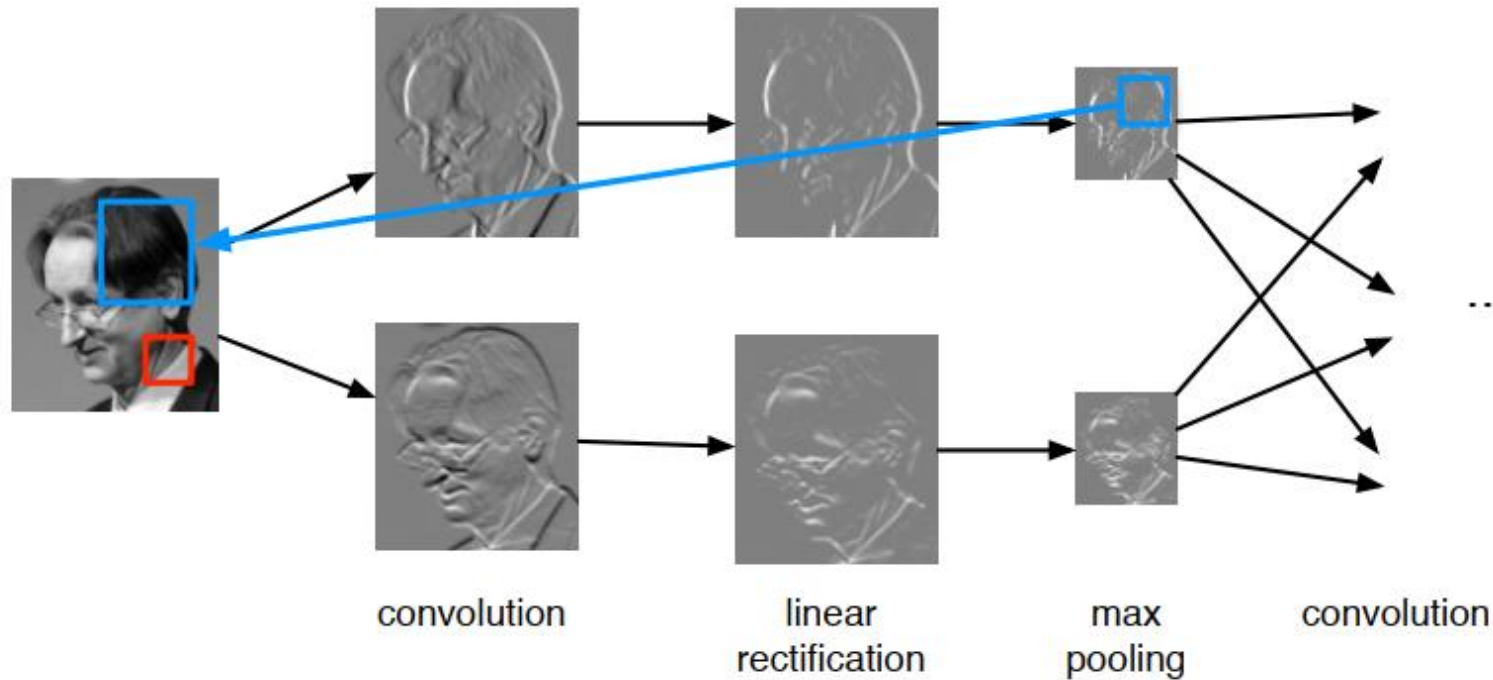 ..
convolution
linear
rectification
max
pooling
convolution